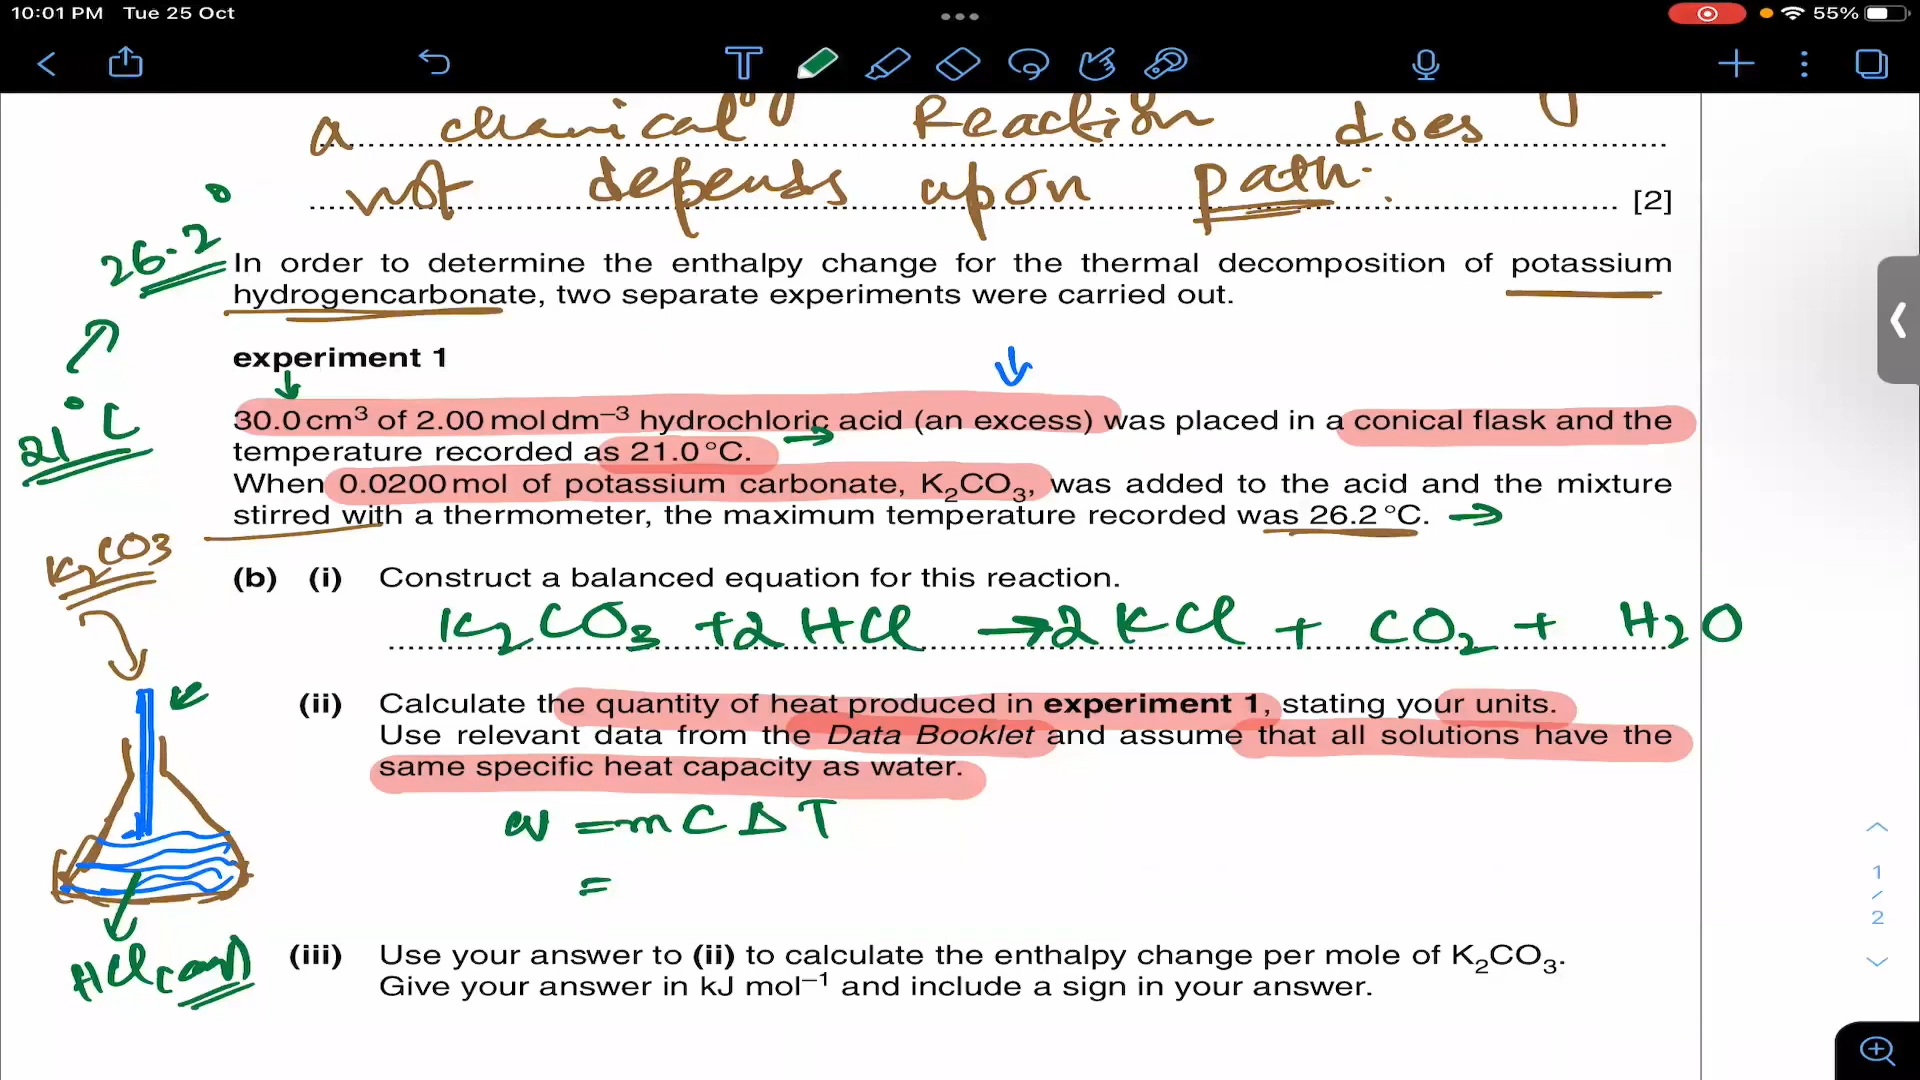 10:01 PM Tue 25 Oct
55%
T
a chemical Reaction does
not depends upon path.
[2]
26.2°
In order to determine the enthalpy change for the thermal decomposition of potassium
hydrogencarbonate, two separate experiments were carried out.
experiment 1
21°C
30.0 cm³ of 2.00 mol dm⁻³ hydrochloric acid (an excess) was placed in a conical flask and the
temperature recorded as 21.0 °C.
When 0.0200 mol of potassium carbonate, K₂CO₃, was added to the acid and the mixture
stirred with a thermometer, the maximum temperature recorded was 26.2 °C.
K₂CO3
(b) (i) Construct a balanced equation for this reaction.
K₂CO₃ + 2HCl → 2KCl + CO₂ + H₂O
(ii) Calculate the quantity of heat produced in experiment 1, stating your units.
Use relevant data from the Data Booklet and assume that all solutions have the
same specific heat capacity as water.
= m C Δ T
=
1
/
2
HCl
(iii) Use your answer to (ii) to calculate the enthalpy change per mole of K₂CO₃.
Give your answer in kJ mol⁻¹ and include a sign in your answer.